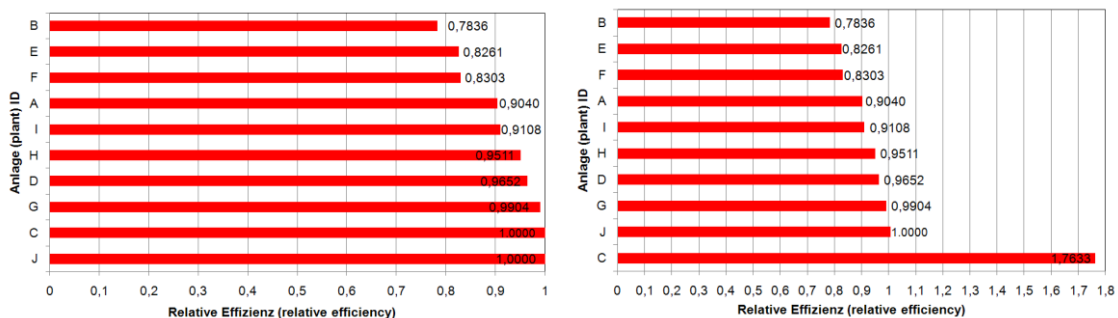 B 0,7836
E 0,8261
F 0,8303
A 0,9040
I 0,9108
H 0,9511
D 0,9652
G 0,9904
C 1.0000
J 1,0000
0 0,1 0,2 0,3 0,4 0,5 0,6 0,7 0,8 0,9 1
Relative Effizienz (relative efficiency)
Anlage (plant) ID
B 0,7836
E 0,8261
F 0,8303
A 0,9040
I 0,9108
H 0,9511
D 0,9652
G 0,9904
J 1.0000
C 1,7633
0 0,1 0,2 0,3 0,4 0,5 0,6 0,7 0,8 0,9 1 1,1 1,2 1,3 1,4 1,5 1,6 1,7 1,8
Relative Effizienz (relative efficiency)
Anlage (plant) ID